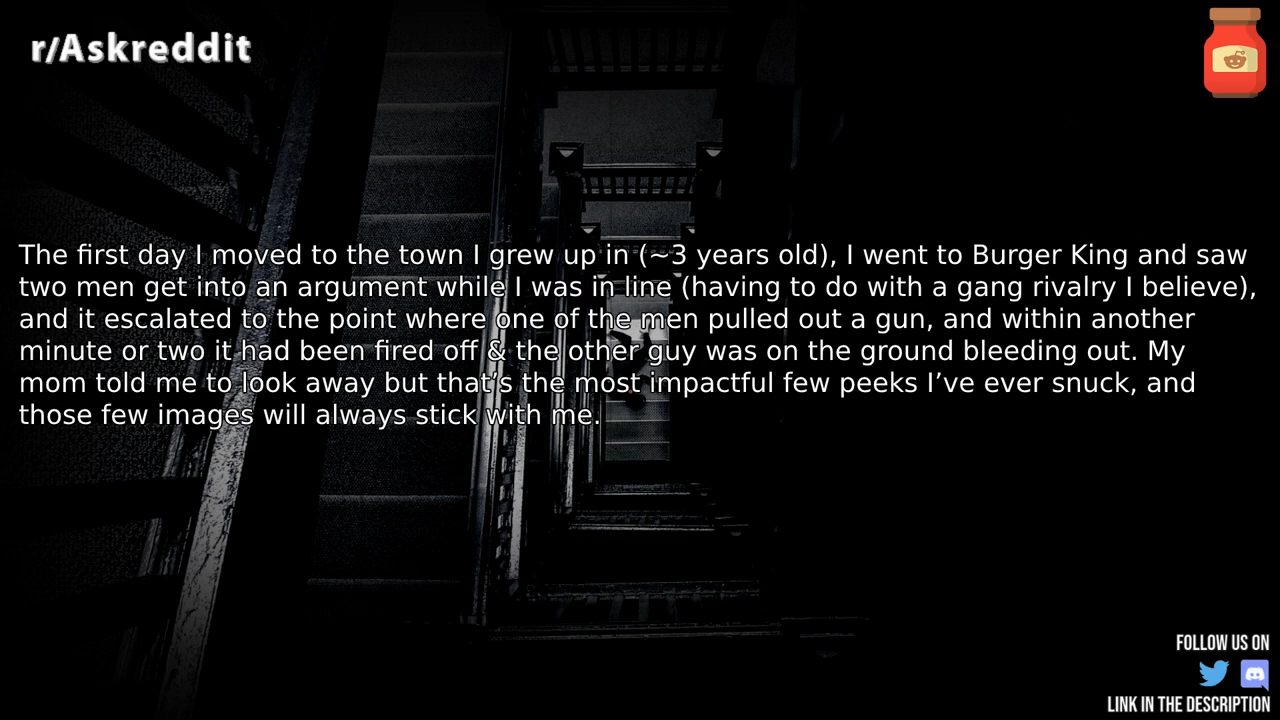 r/Askreddit
The first day I moved to the town I grew up in (~3 years old), I went to Burger King and saw
two men get into an argument while I was in line (having to do with a gang rivalry I believe),
and it escalated to the point where one of the men pulled out a gun, and within another
minute or two it had been fired off & the other guy was on the ground bleeding out. My
mom told me to look away but that’s the most impactful few peeks I’ve ever snuck, and
those few images will always stick with me.
FOLLOW US ON
LINK IN THE DESCRIPTION